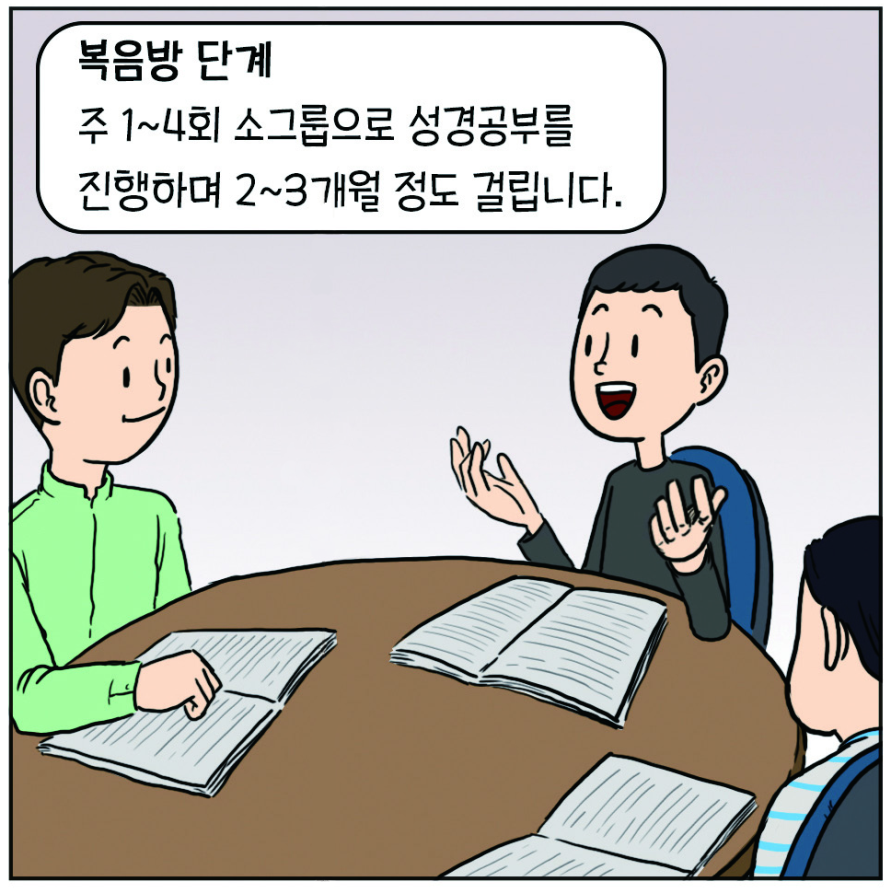 복음방 단계
주 1~4회 소그룹으로 성경공부를
진행하며 2~3개월 정도 걸립니다.